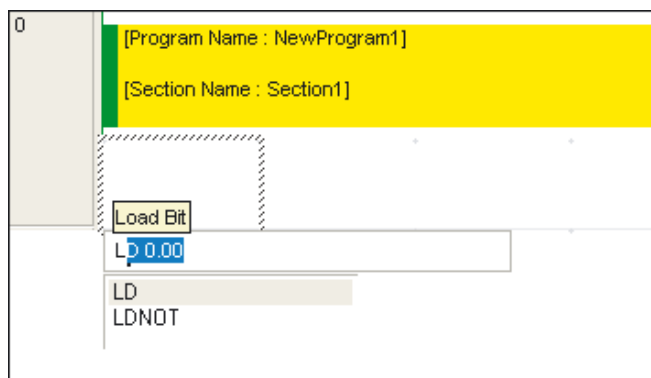 0
[Program Name : NewProgram1]
[Section Name : Section1]
Load Bit
LD 0.00
LD
LDNOT